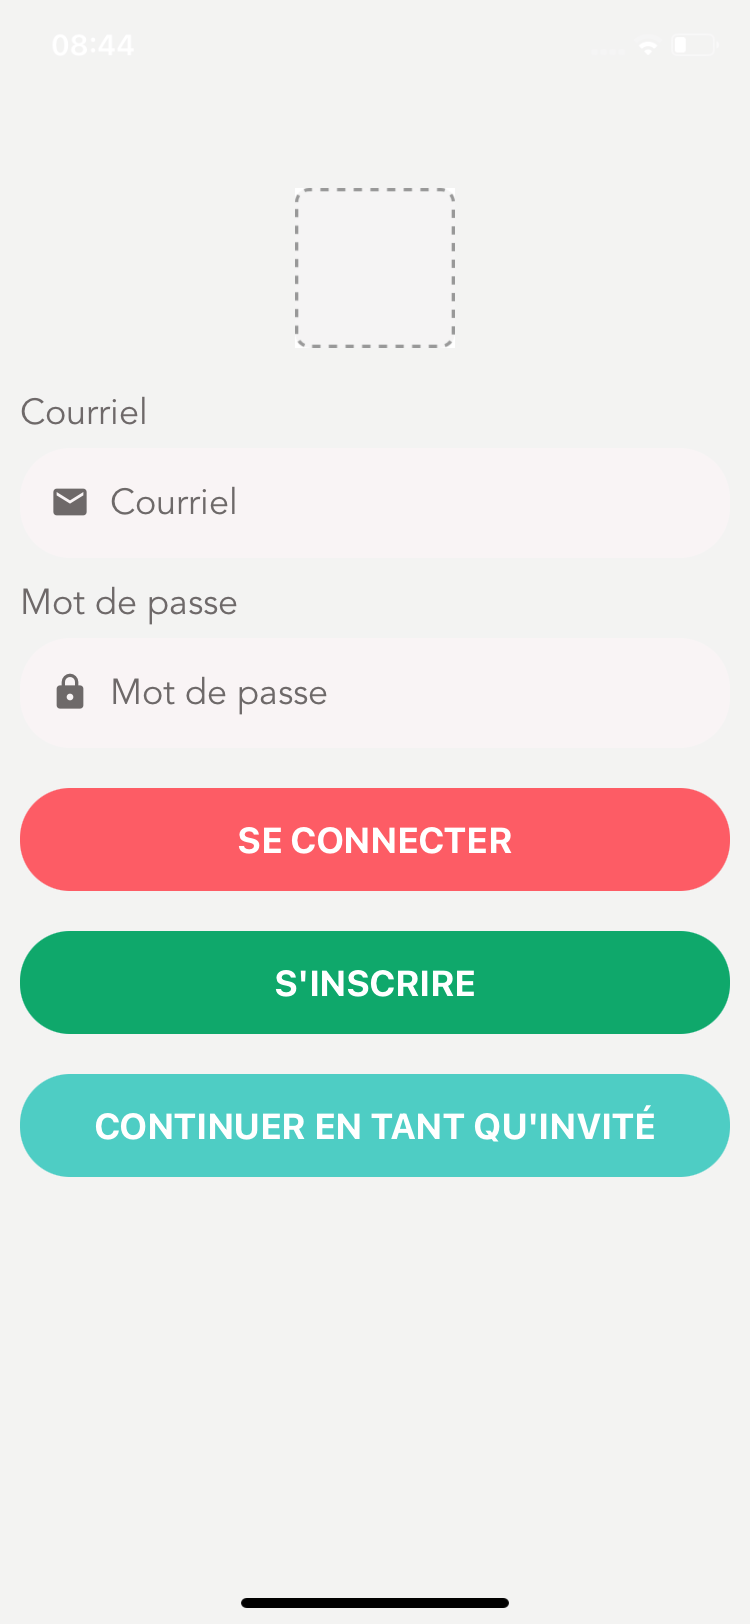 08:44
Courriel
Courriel
Mot de passe
Mot de passe
SE CONNECTER
S'INSCRIRE
CONTINUER EN TANT QU'INVITÉ